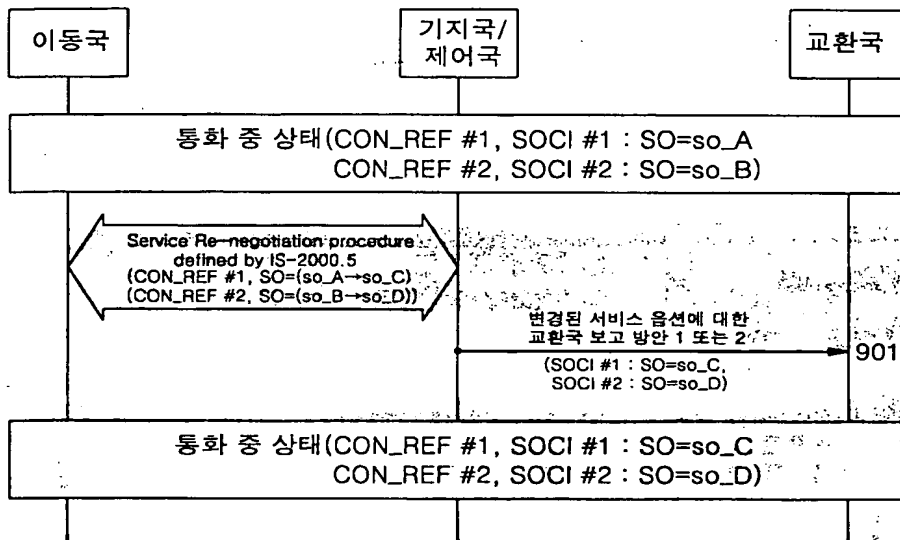 이동국
기지국/
제어국
교환국
통화 중 상태(CON_REF #1, SOCI #1 : SO=so_A
CON_REF #2, SOCI #2 : SO=so_B)
Service Re-negotiation procedure
defined by IS-2000.5
(CON_REF #1, SO=(so_A→so_C)
(CON_REF #2, SO=(so_B→so_D))
변경된 서비스 옵션에 대한
교환국 보고 방안 1 또는 2
901
(SOCI #1 : SO=so_C,
SOCI #2 : SO=so_D)
통화 중 상태(CON_REF #1, SOCI #1 : SO=so_C
CON_REF #2, SOCI #2 : SO=so_D)